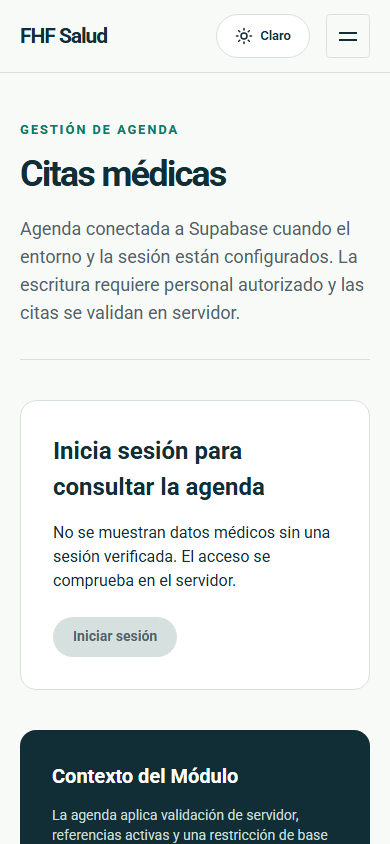 FHF Salud
Claro
GESTIÓN DE AGENDA
Citas médicas
Agenda conectada a Supabase cuando el
entorno y la sesión están configurados. La
escritura requiere personal autorizado y las
citas se validan en servidor.
Inicia sesión para
consultar la agenda
No se muestran datos médicos sin una
sesión verificada. El acceso se
comprueba en el servidor.
Iniciar sesión
Contexto del Módulo
La agenda aplica validación de servidor,
referencias activas y una restricción de base